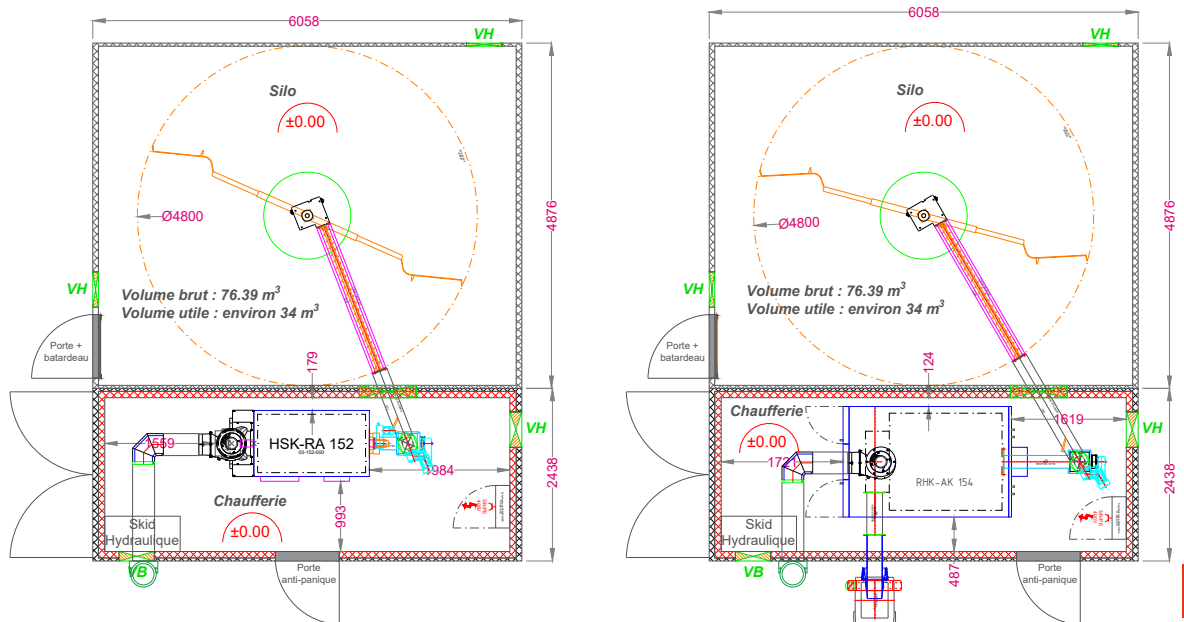 6058
VH
Silo
±0.00
Ø4800
4876
VH
Volume brut : 76.39 m³
Volume utile : environ 34 m³
Porte +
batardeau
179
HSK-RA 152
03-152-000
1559
1984
VH
2438
993
Chaufferie
±0.00
Skid
Hydraulique
VB
Porte
anti-panique
6058
VH
Silo
±0.00
Ø4800
4876
VH
Volume brut : 76.39 m³
Volume utile : environ 34 m³
Porte +
batardeau
124
Chaufferie
±0.00
1619
VH
RHK-AK 154
2438
Skid
Hydraulique
487
VB
Porte
anti-panique